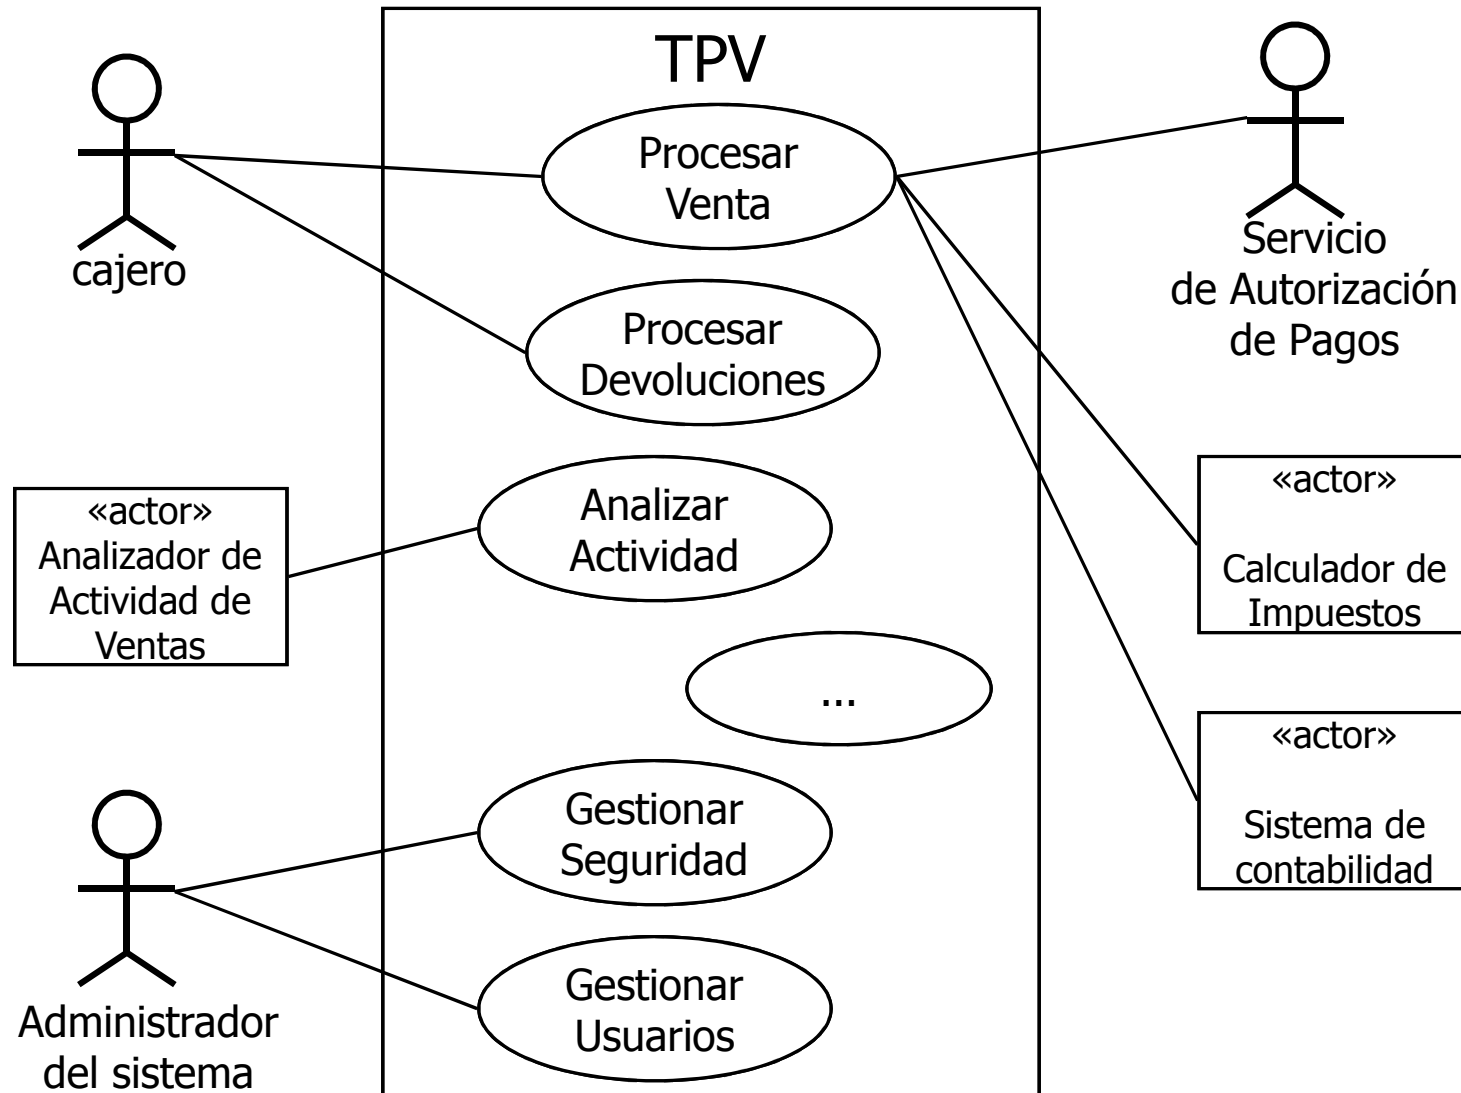 TPV
Procesar
Venta
cajero
Servicio
de Autorización
de Pagos
Procesar
Devoluciones
«actor»
Analizador de
Actividad de
Ventas
Analizar
Actividad
«actor»
Calculador de
Impuestos
...
«actor»
Sistema de
contabilidad
Gestionar
Seguridad
Administrador
del sistema
Gestionar
Usuarios